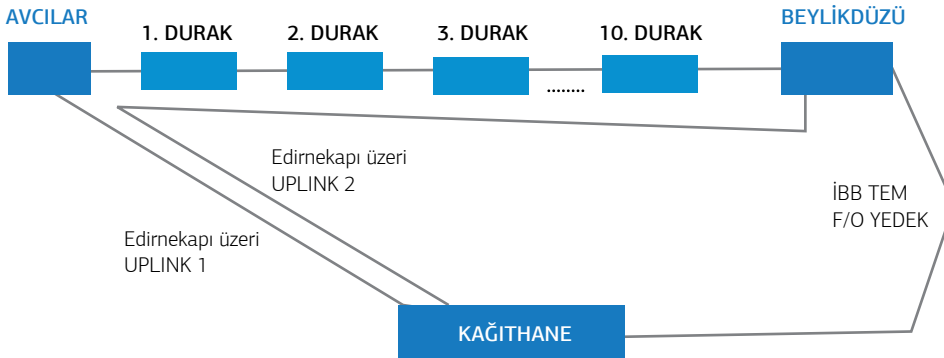 AVCILAR
BEYLİKDÜZÜ
1. DURAK
2. DURAK
3. DURAK
10. DURAK
........
Edirnekapı üzeri
UPLINK 2
İBB TEM
F/O YEDEK
Edirnekapı üzeri
UPLINK 1
KAĞITHANE